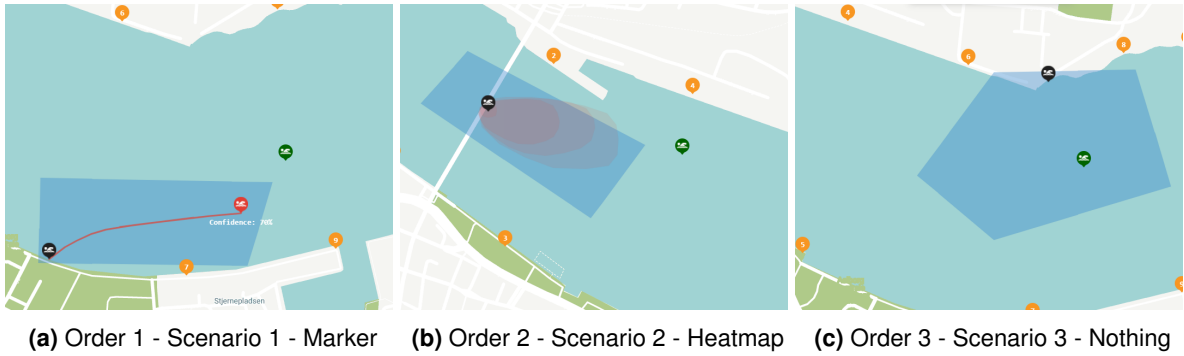 6
Confidence: 70%
7
9
Stjernepladsen
2
4
3
4
6
8
5
(a) Order 1 - Scenario 1 - Marker
(b) Order 2 - Scenario 2 - Heatmap
(c) Order 3 - Scenario 3 - Nothing